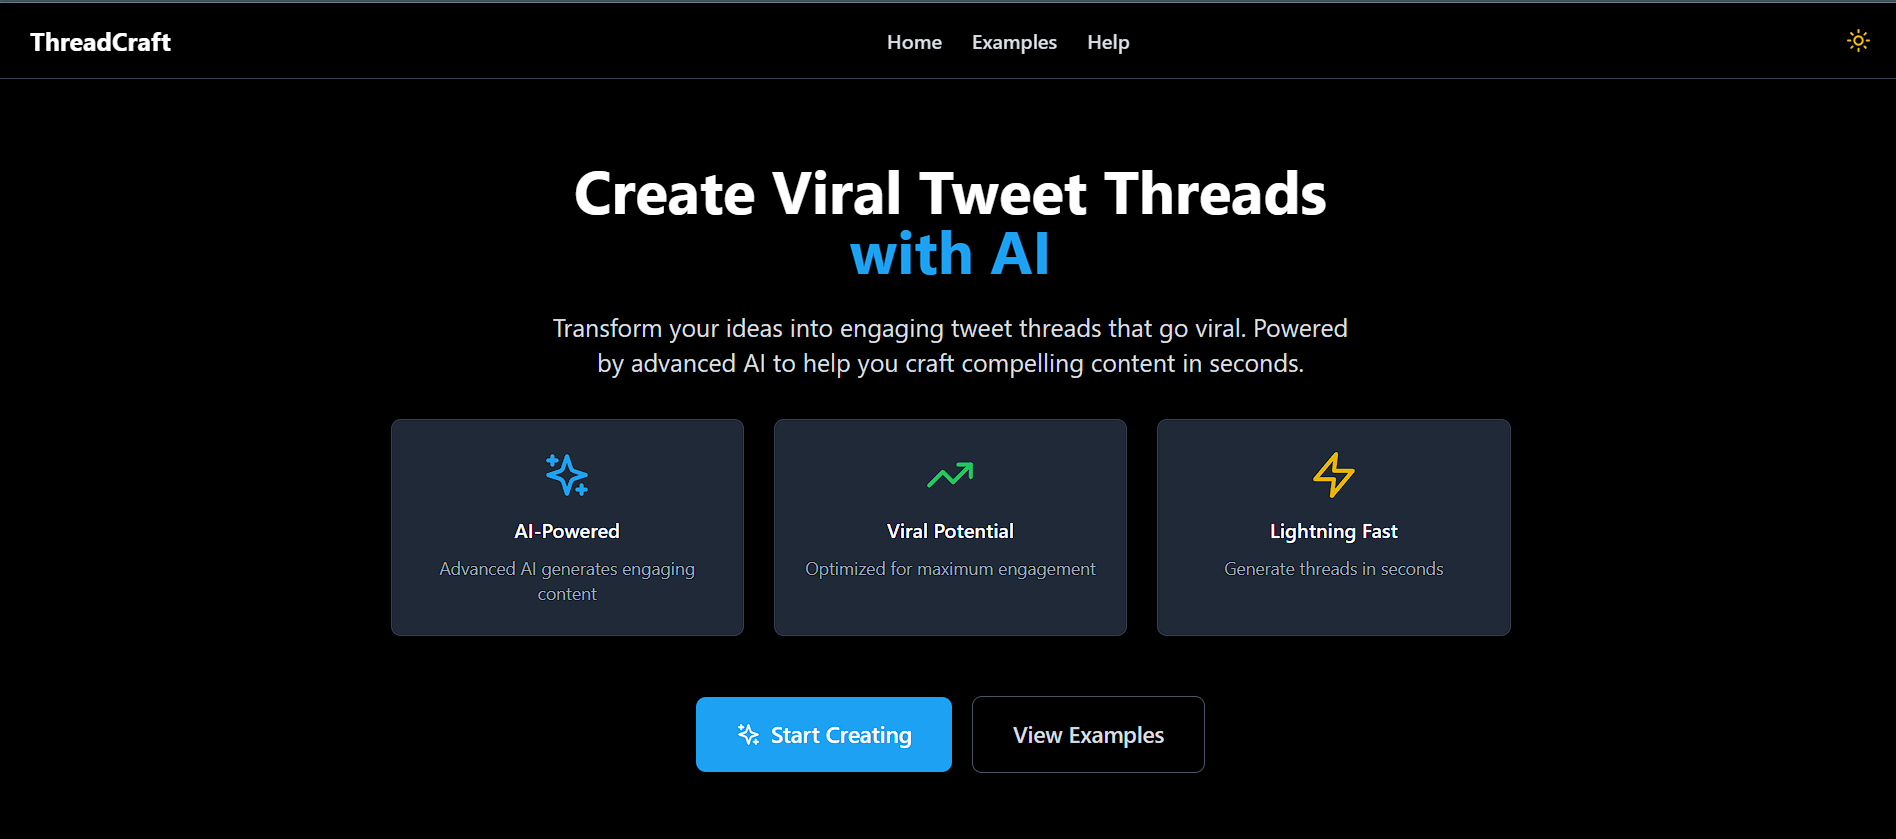 ThreadCraft
Home
Examples
Help
Create Viral Tweet Threads
with AI
Transform your ideas into engaging tweet threads that go viral. Powered
by advanced AI to help you craft compelling content in seconds.
AI-Powered
Advanced AI generates engaging
content
Viral Potential
Optimized for maximum engagement
Lightning Fast
Generate threads in seconds
Start Creating
View Examples